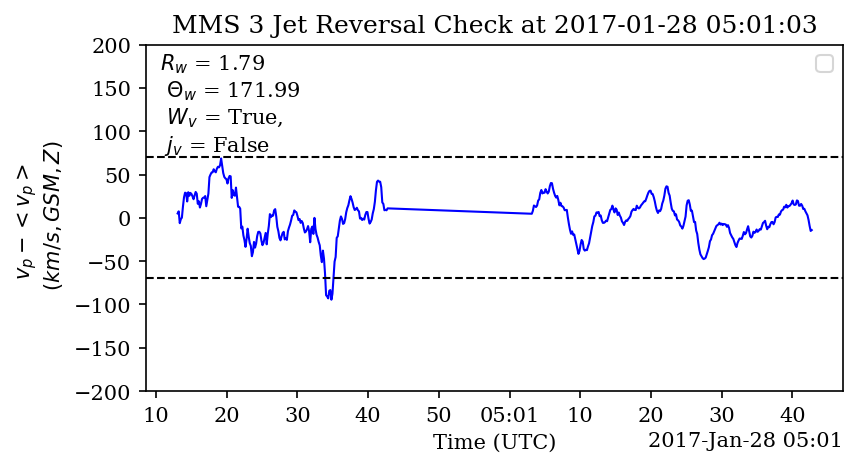 MMS 3 Jet Reversal Check at 2017-01-28 05:01:03
R_w = 1.79
Θ_w = 171.99
W_v = True,
j_v = False
v_p − < v_p >
(km/s, GSM, Z)
200
150
100
50
0
−50
−100
−150
−200
10 20 30 40 50 05:01 10 20 30 40
Time (UTC)
2017-Jan-28 05:01